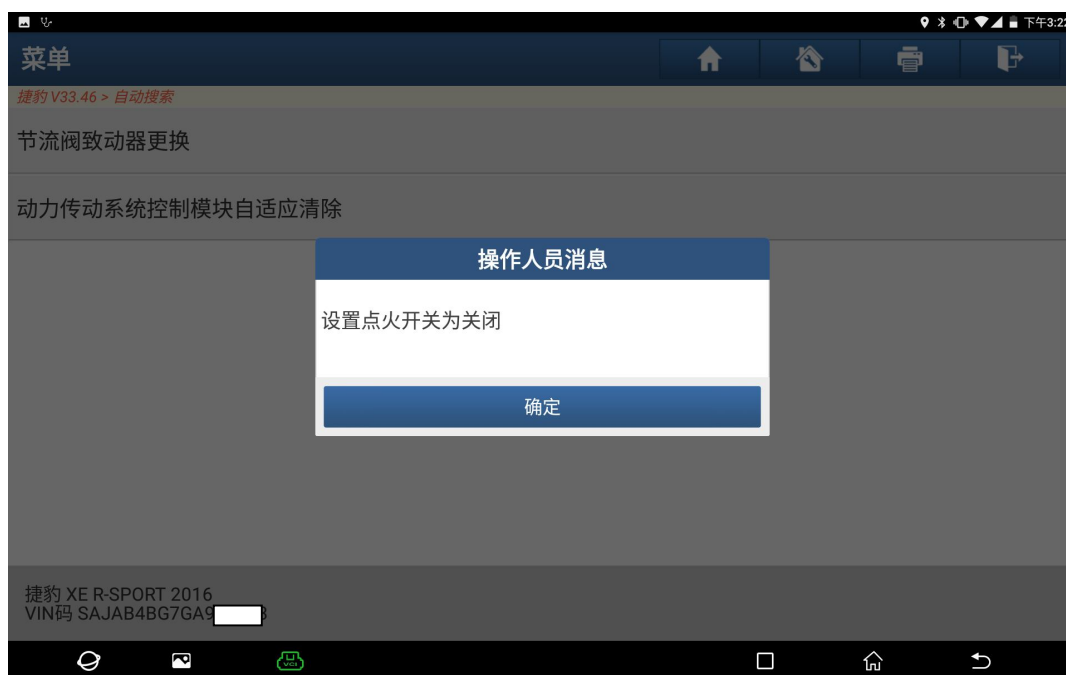 下午3:22
菜单
捷豹 V33.46 > 自动搜索
节流阀致动器更换
动力传动系统控制模块自适应清除
操作人员消息
设置点火开关为关闭
确定
捷豹 XE R-SPORT 2016
VIN码 SAJAB4BG7GA9
VCI